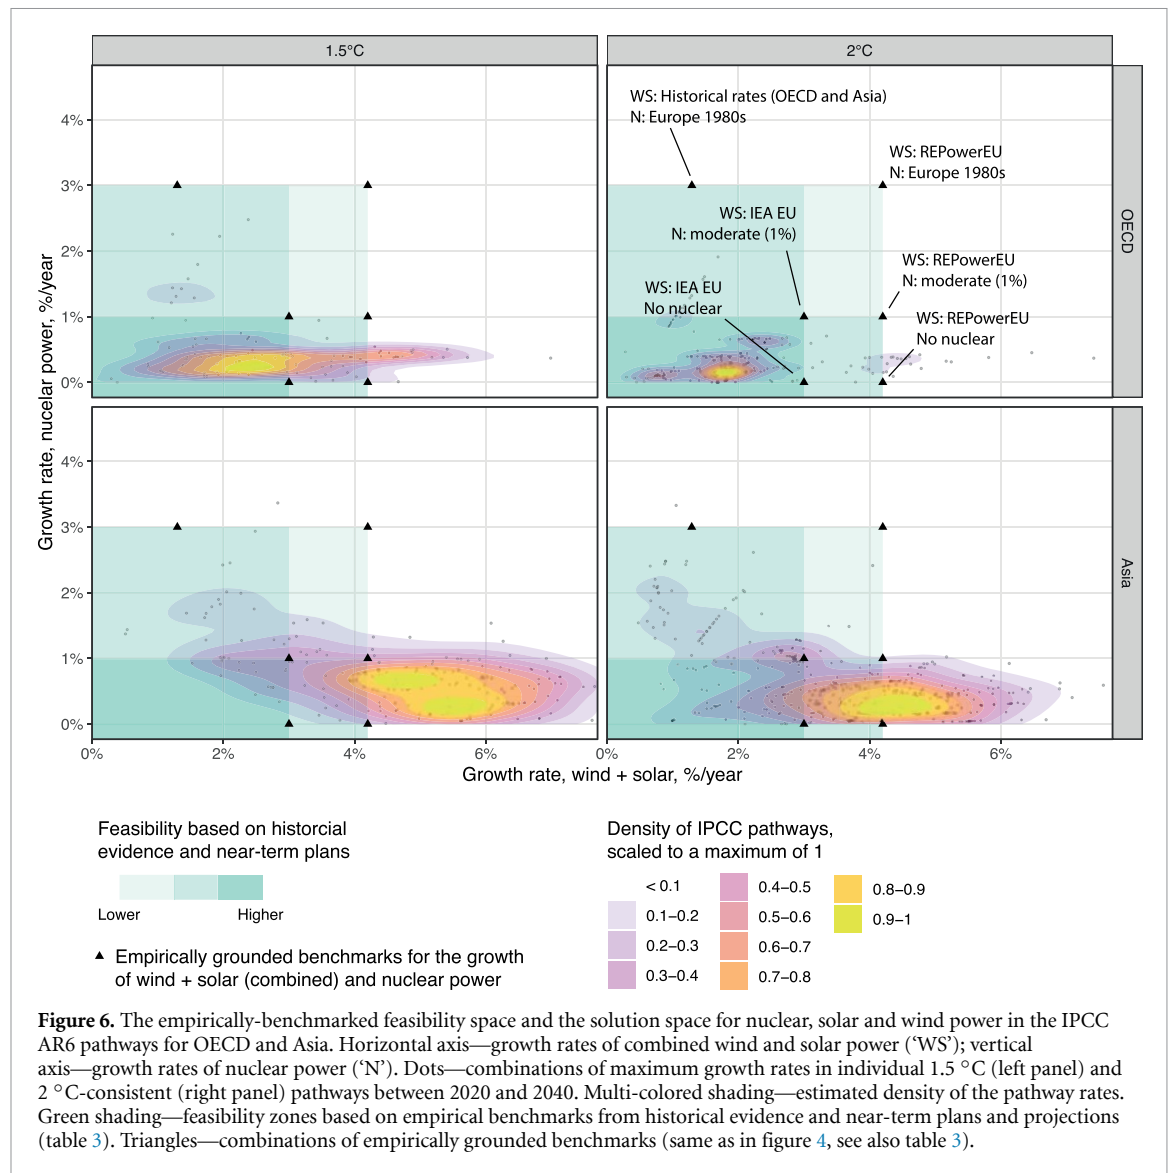 1.5°C
2°C
WS: Historical rates (OECD and Asia)
N: Europe 1980s
WS: REPowerEU
N: Europe 1980s
WS: IEA EU
N: moderate (1%)
WS: REPowerEU
N: moderate (1%)
WS: IEA EU
No nuclear
WS: REPowerEU
No nuclear
4%
3%
2%
1%
0%
OECD
Growth rate, nucelar power, %/year
4%
3%
2%
1%
0%
Asia
0%
2%
4%
6%
0%
2%
4%
6%
Growth rate, wind + solar, %/year
Feasibility based on historcial
evidence and near-term plans
Lower
Higher
Empirically grounded benchmarks for the growth
of wind + solar (combined) and nuclear power
Density of IPCC pathways,
scaled to a maximum of 1
< 0.1
0.1–0.2
0.2–0.3
0.3–0.4
0.4–0.5
0.5–0.6
0.6–0.7
0.7–0.8
0.8–0.9
0.9–1
Figure 6. The empirically-benchmarked feasibility space and the solution space for nuclear, solar and wind power in the IPCC
AR6 pathways for OECD and Asia. Horizontal axis—growth rates of combined wind and solar power (‘WS’); vertical
axis—growth rates of nuclear power (‘N’). Dots—combinations of maximum growth rates in individual 1.5 °C (left panel) and
2 °C-consistent (right panel) pathways between 2020 and 2040. Multi-colored shading—estimated density of the pathway rates.
Green shading—feasibility zones based on empirical benchmarks from historical evidence and near-term plans and projections
(table 3). Triangles—combinations of empirically grounded benchmarks (same as in figure 4, see also table 3).